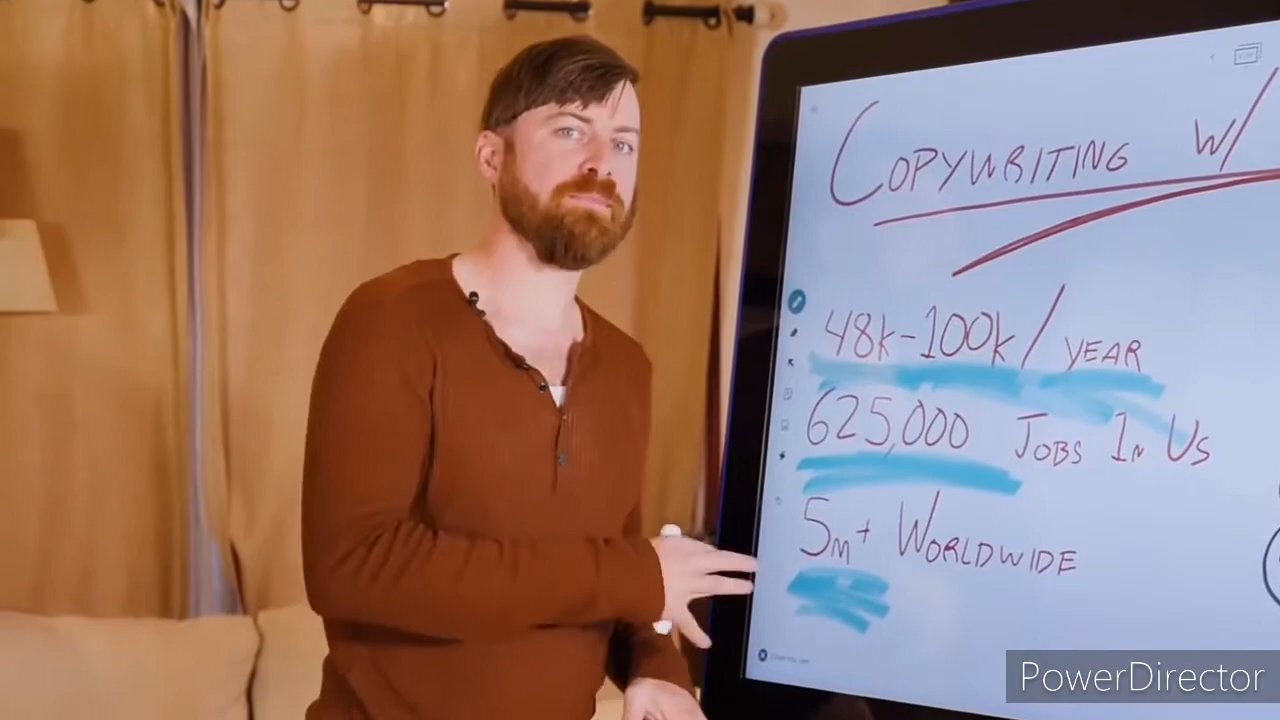 COPYWRITING W/
48K-100K/YEAR
625,000 JOBS IN US
5M+ WORLDWIDE
PowerDirector